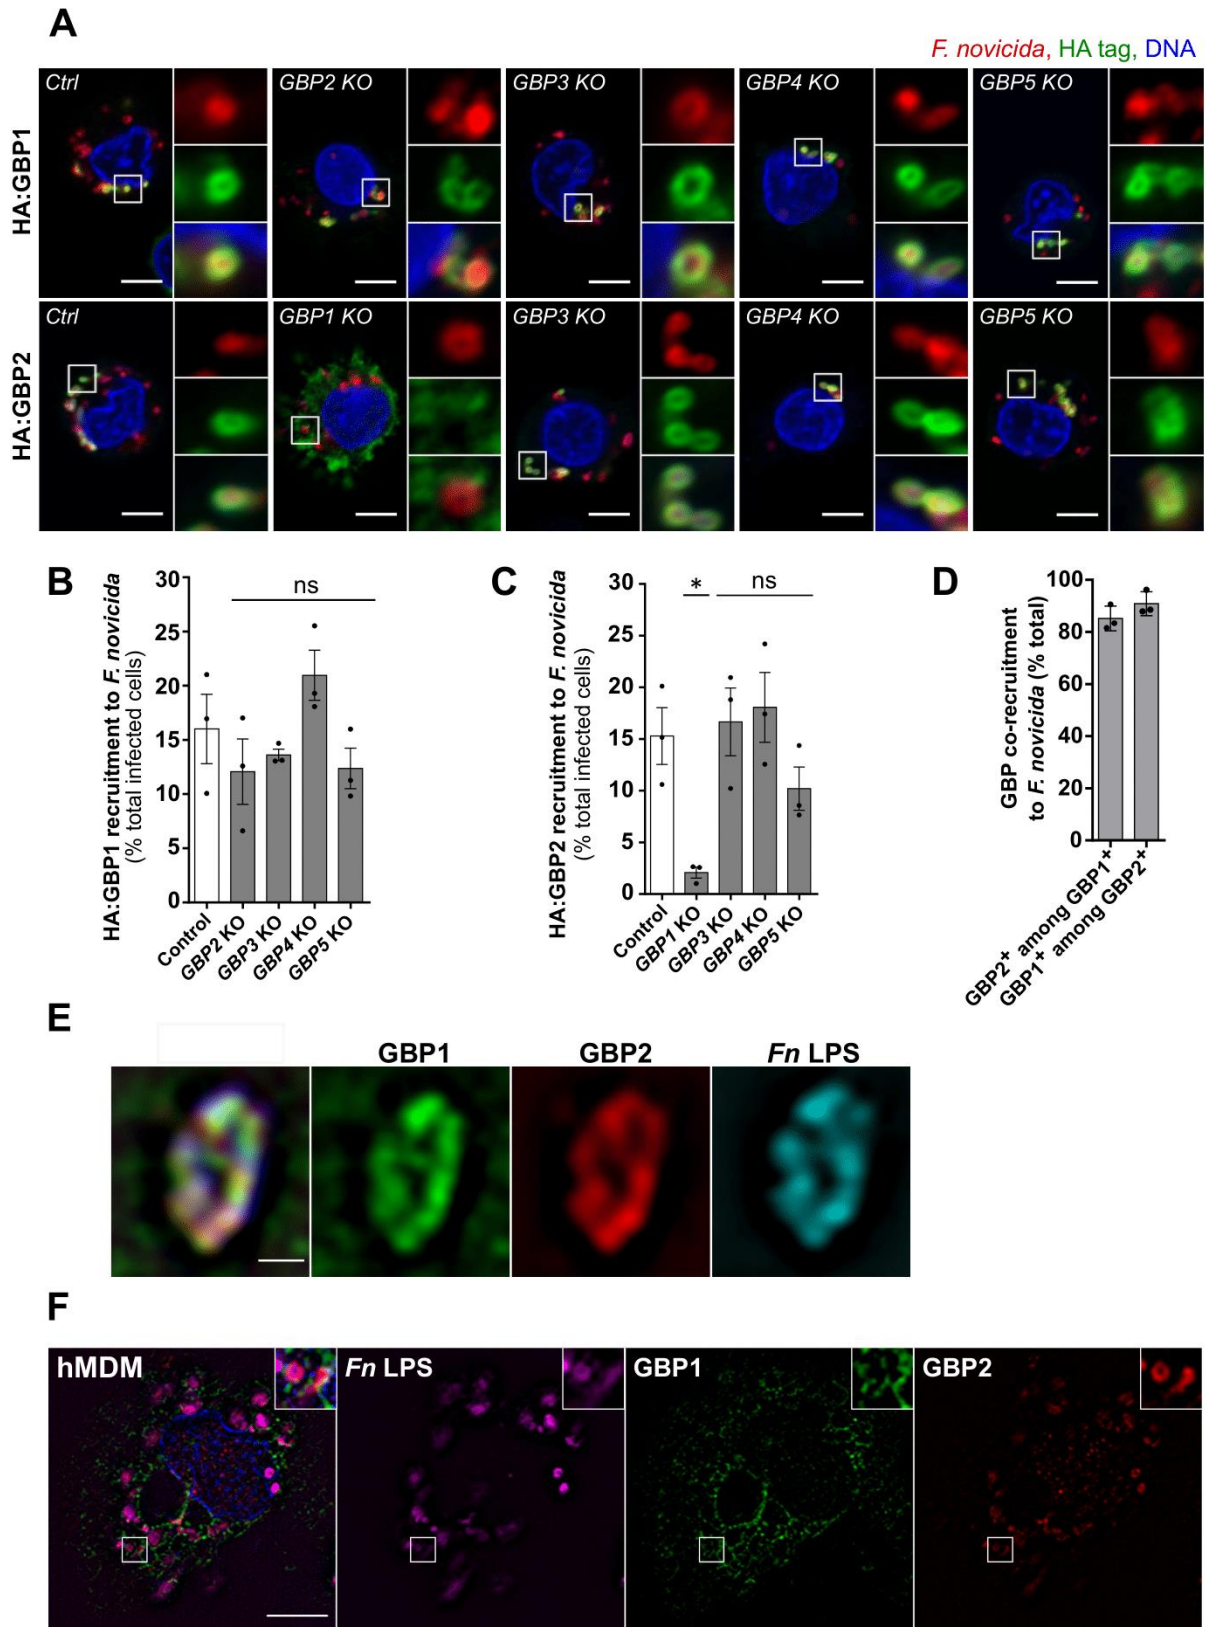 A
F. novicida, HA tag, DNA
HA:GBP1
Ctrl
GBP2 KO
GBP3 KO
GBP4 KO
GBP5 KO
HA:GBP2
Ctrl
GBP1 KO
GBP3 KO
GBP4 KO
GBP5 KO
B
HA:GBP1 recruitment to F. novicida
(% total infected cells)
30
25
20
15
10
5
0
ns
Control
GBP2 KO
GBP3 KO
GBP4 KO
GBP5 KO
C
HA:GBP2 recruitment to F. novicida
(% total infected cells)
30
25
20
15
10
5
0
*
ns
Control
GBP1 KO
GBP3 KO
GBP4 KO
GBP5 KO
D
GBP co-recruitment
to F. novicida (% total)
100
80
60
40
20
0
GBP2⁺ among GBP1⁺
GBP1⁺ among GBP2⁺
E
GBP1
GBP2
Fn LPS
F
hMDM
Fn LPS
GBP1
GBP2